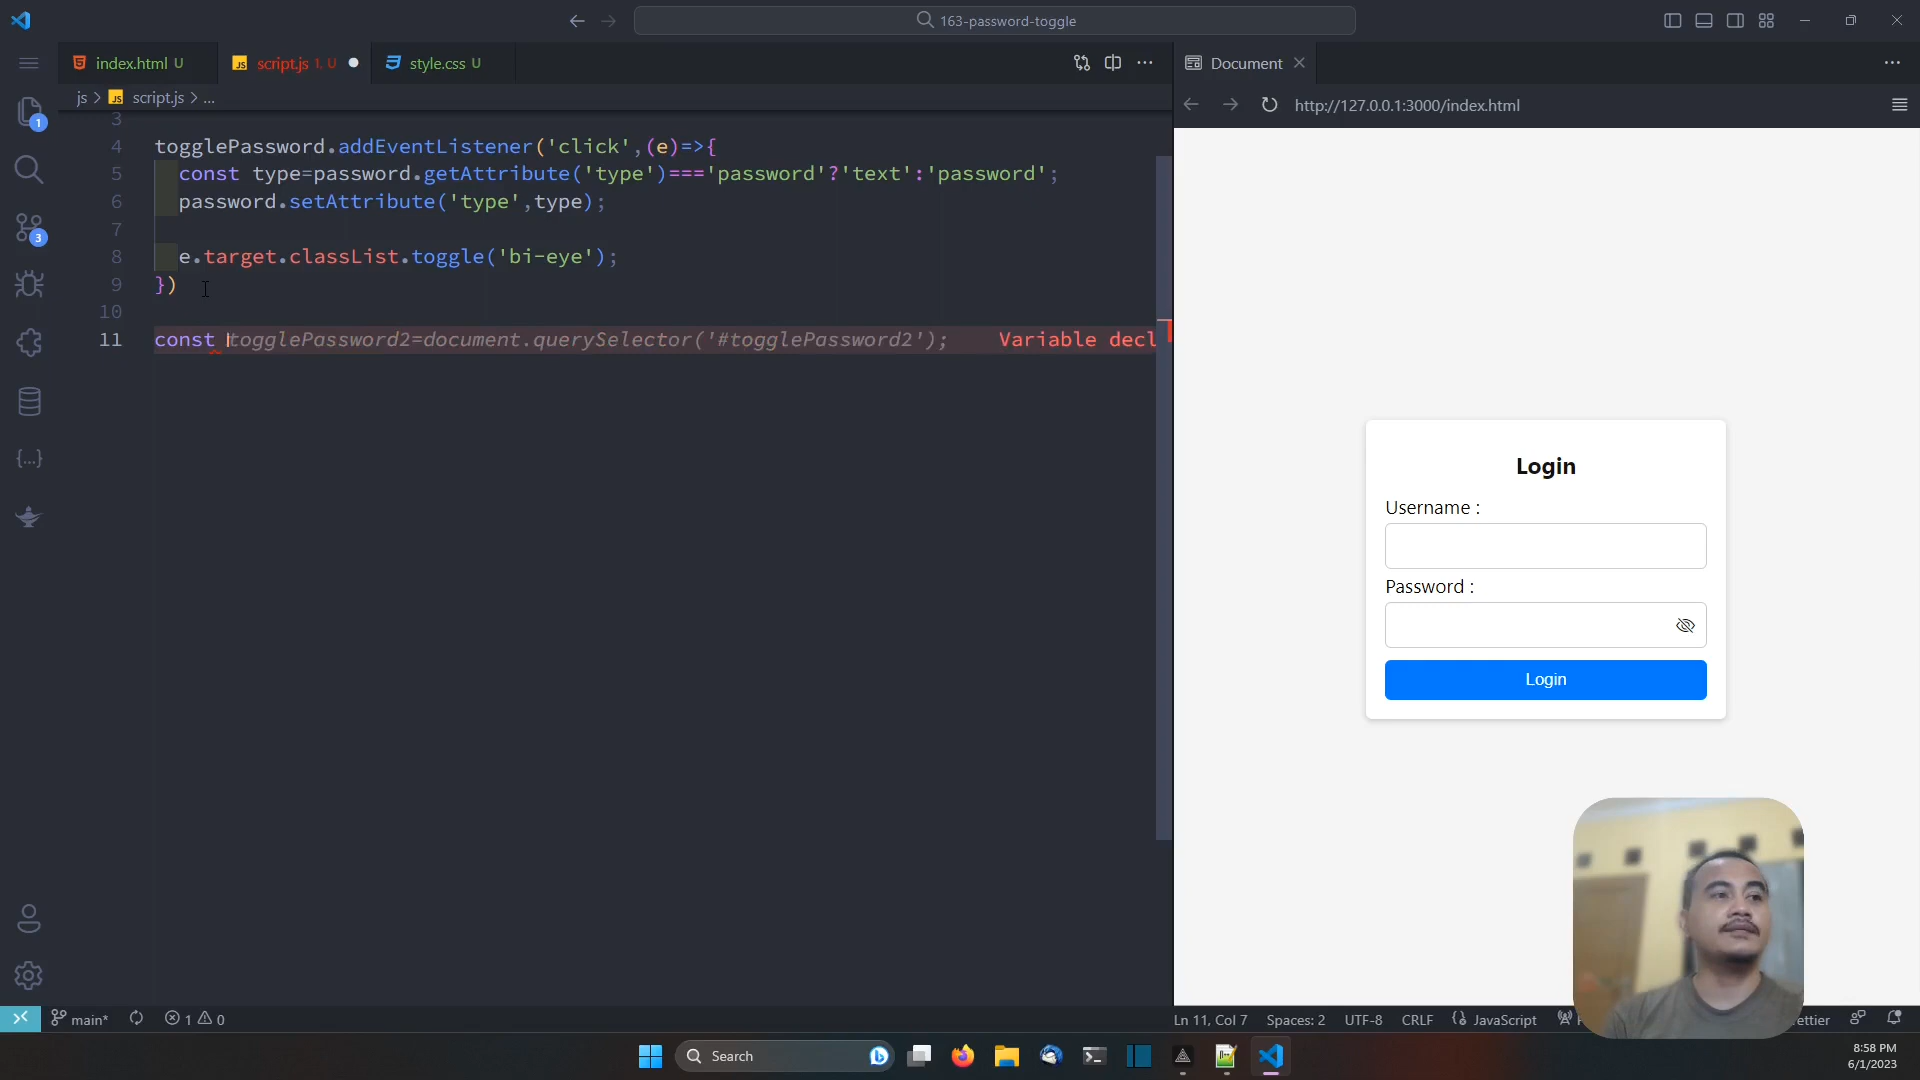 163-password-toggle
index.html U
script.js 1, U
style.css U
Document
js > script.js > ...
http://127.0.0.1:3000/index.html
3
4 togglePassword.addEventListener('click',(e)=>{
5 const type=password.getAttribute('type')==='password'?'text':'password';
6 password.setAttribute('type',type);
7
8 e.target.classList.toggle('bi-eye');
9 })
10
11 const togglePassword2=document.querySelector('#togglePassword2'); Variable decl
1
3
Login
Username :
Password :
Login
main*
1 0
Ln 11, Col 7
Spaces: 2
UTF-8
CRLF
JavaScript
ettier
Search
8:58 PM
6/1/2023